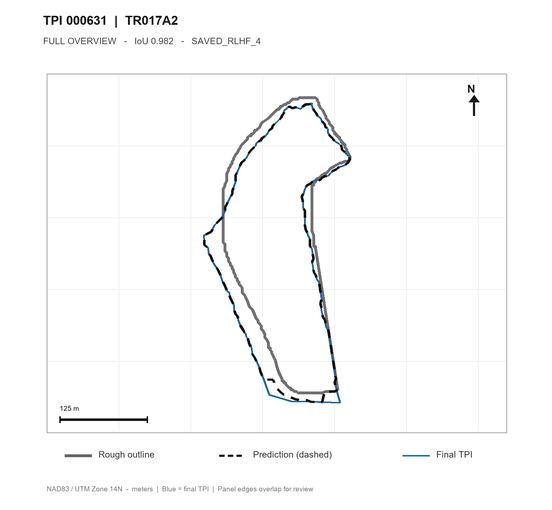 TPI 000631 | TR017A2
FULL OVERVIEW - IoU 0.982 - SAVED_RLHF_4
N
125 m
Rough outline
Prediction (dashed)
Final TPI
NAD83 / UTM Zone 14N - meters | Blue = final TPI | Panel edges overlap for review